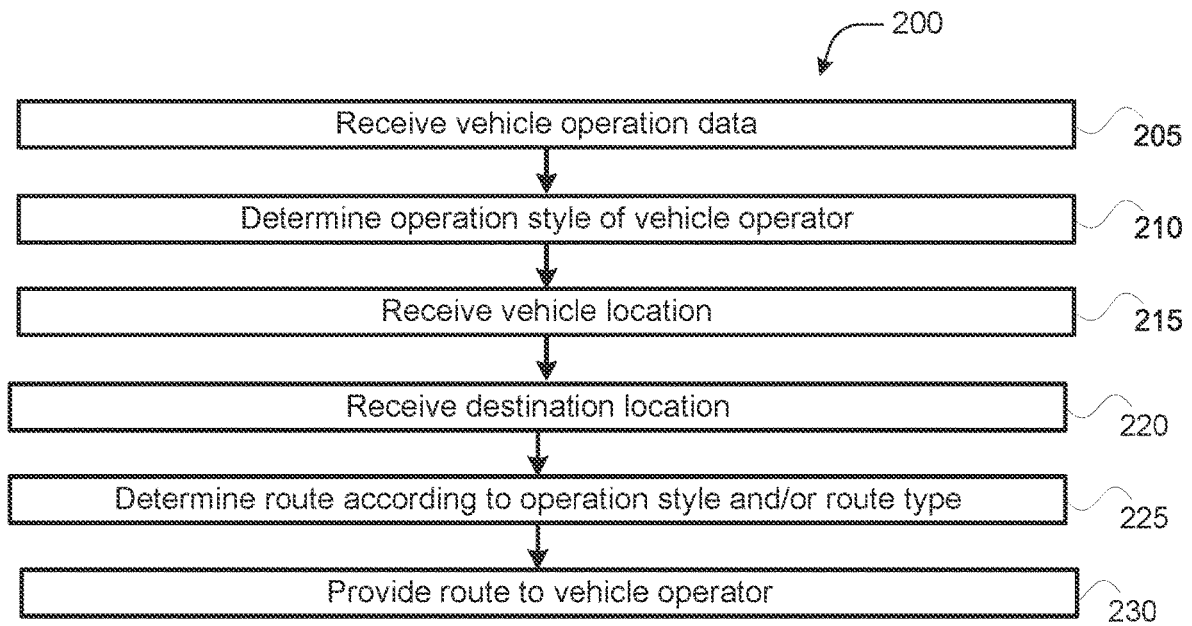 200
Receive vehicle operation data
205
Determine operation style of vehicle operator
210
Receive vehicle location
215
Receive destination location
220
Determine route according to operation style and/or route type
225
Provide route to vehicle operator
230